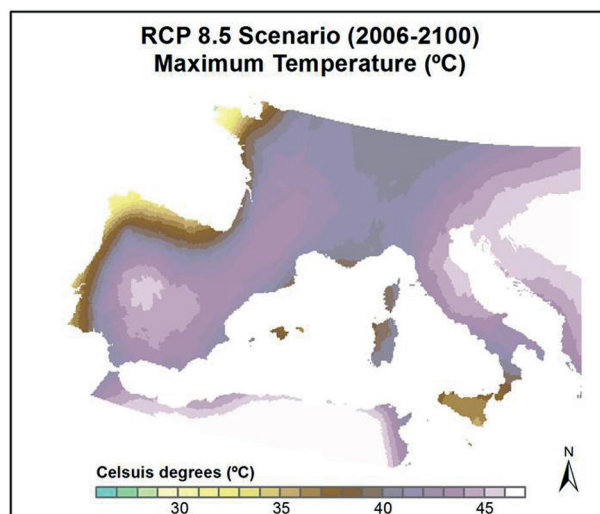 RCP 8.5 Scenario (2006-2100)
Maximum Temperature (ºC)
N
Celsuis degrees (ºC)
30 35 40 45